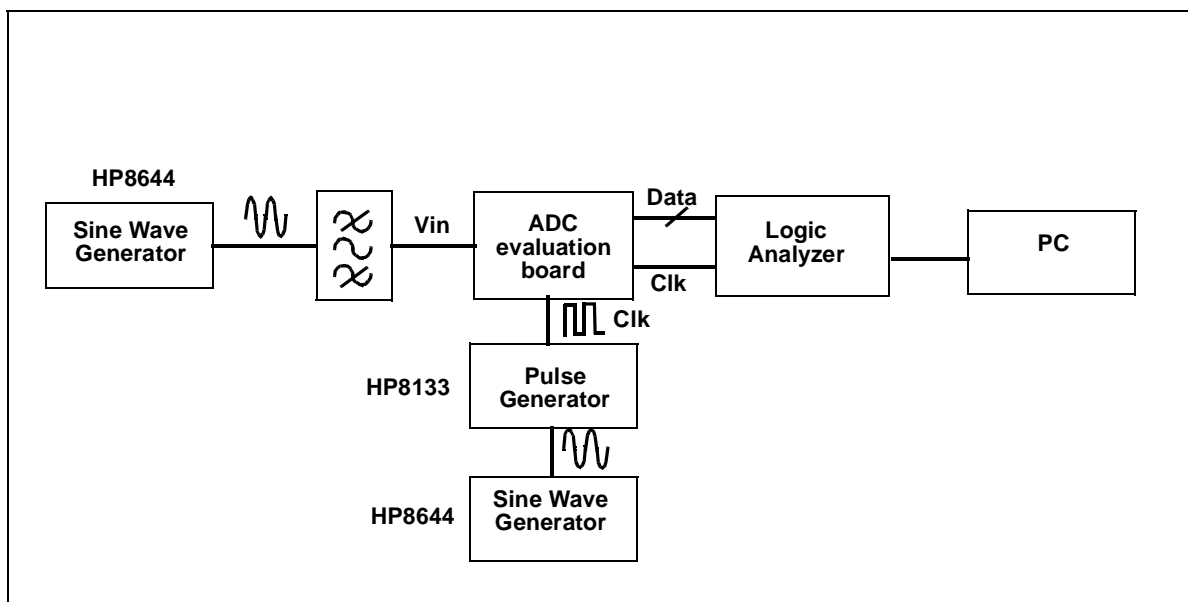 HP8644
Sine Wave
Generator
Vin
ADC
evaluation
board
Data
Clk
Logic
Analyzer
PC
Clk
HP8133
Pulse
Generator
HP8644
Sine Wave
Generator